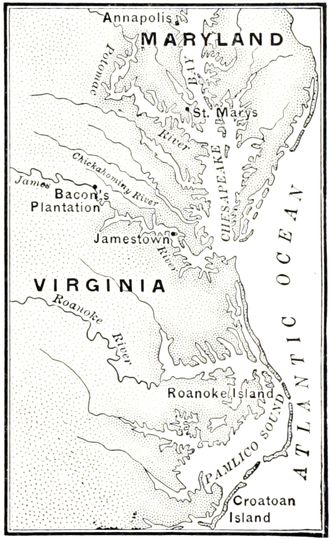 Annapolis
MARYLAND
Potomac
BAY
St. Marys
River
CHESAPEAKE
Chickahominy River
James
Bacon's
Plantation
Jamestown
River
ATLANTIC OCEAN
VIRGINIA
Roanoke
River
Roanoke Island
PAMLICO SOUND
Croatoan
Island